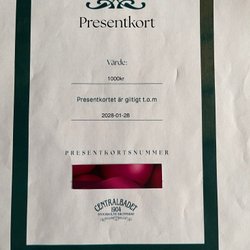 Presentkort
Värde:
1000kr
Presentkortet är giltigt t.o.m
2028-01-28
PRESENTKORTSNUMMER
CENTRALBADET
1904